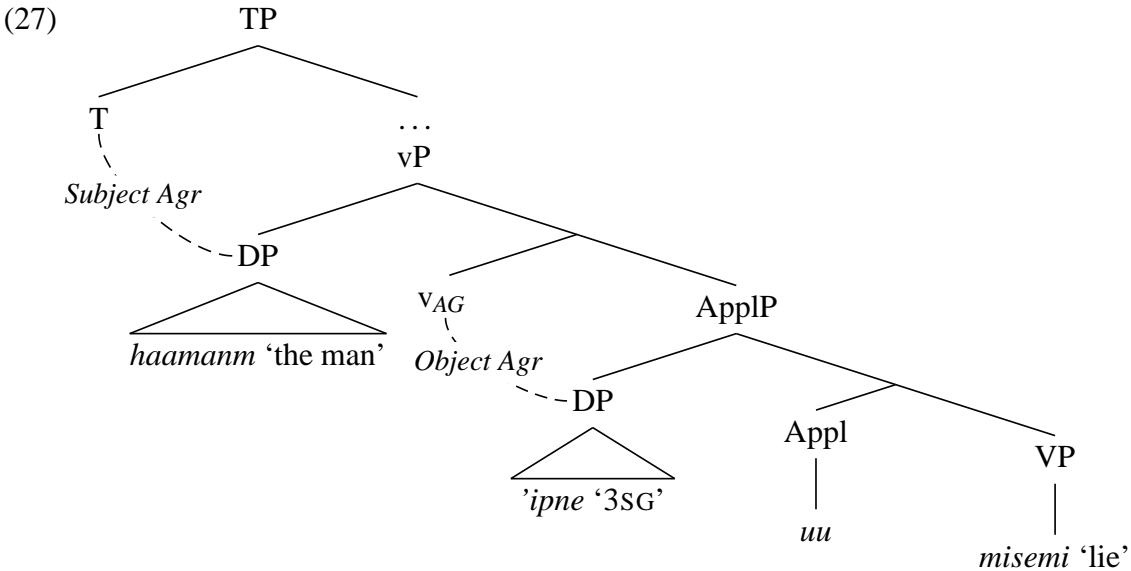 (27)
TP
T
...
vP
Subject Agr
DP
vAG
ApplP
haamanm ‘the man’
Object Agr
DP
Appl
VP
’ipne ‘3SG’
uu
misemi ‘lie’